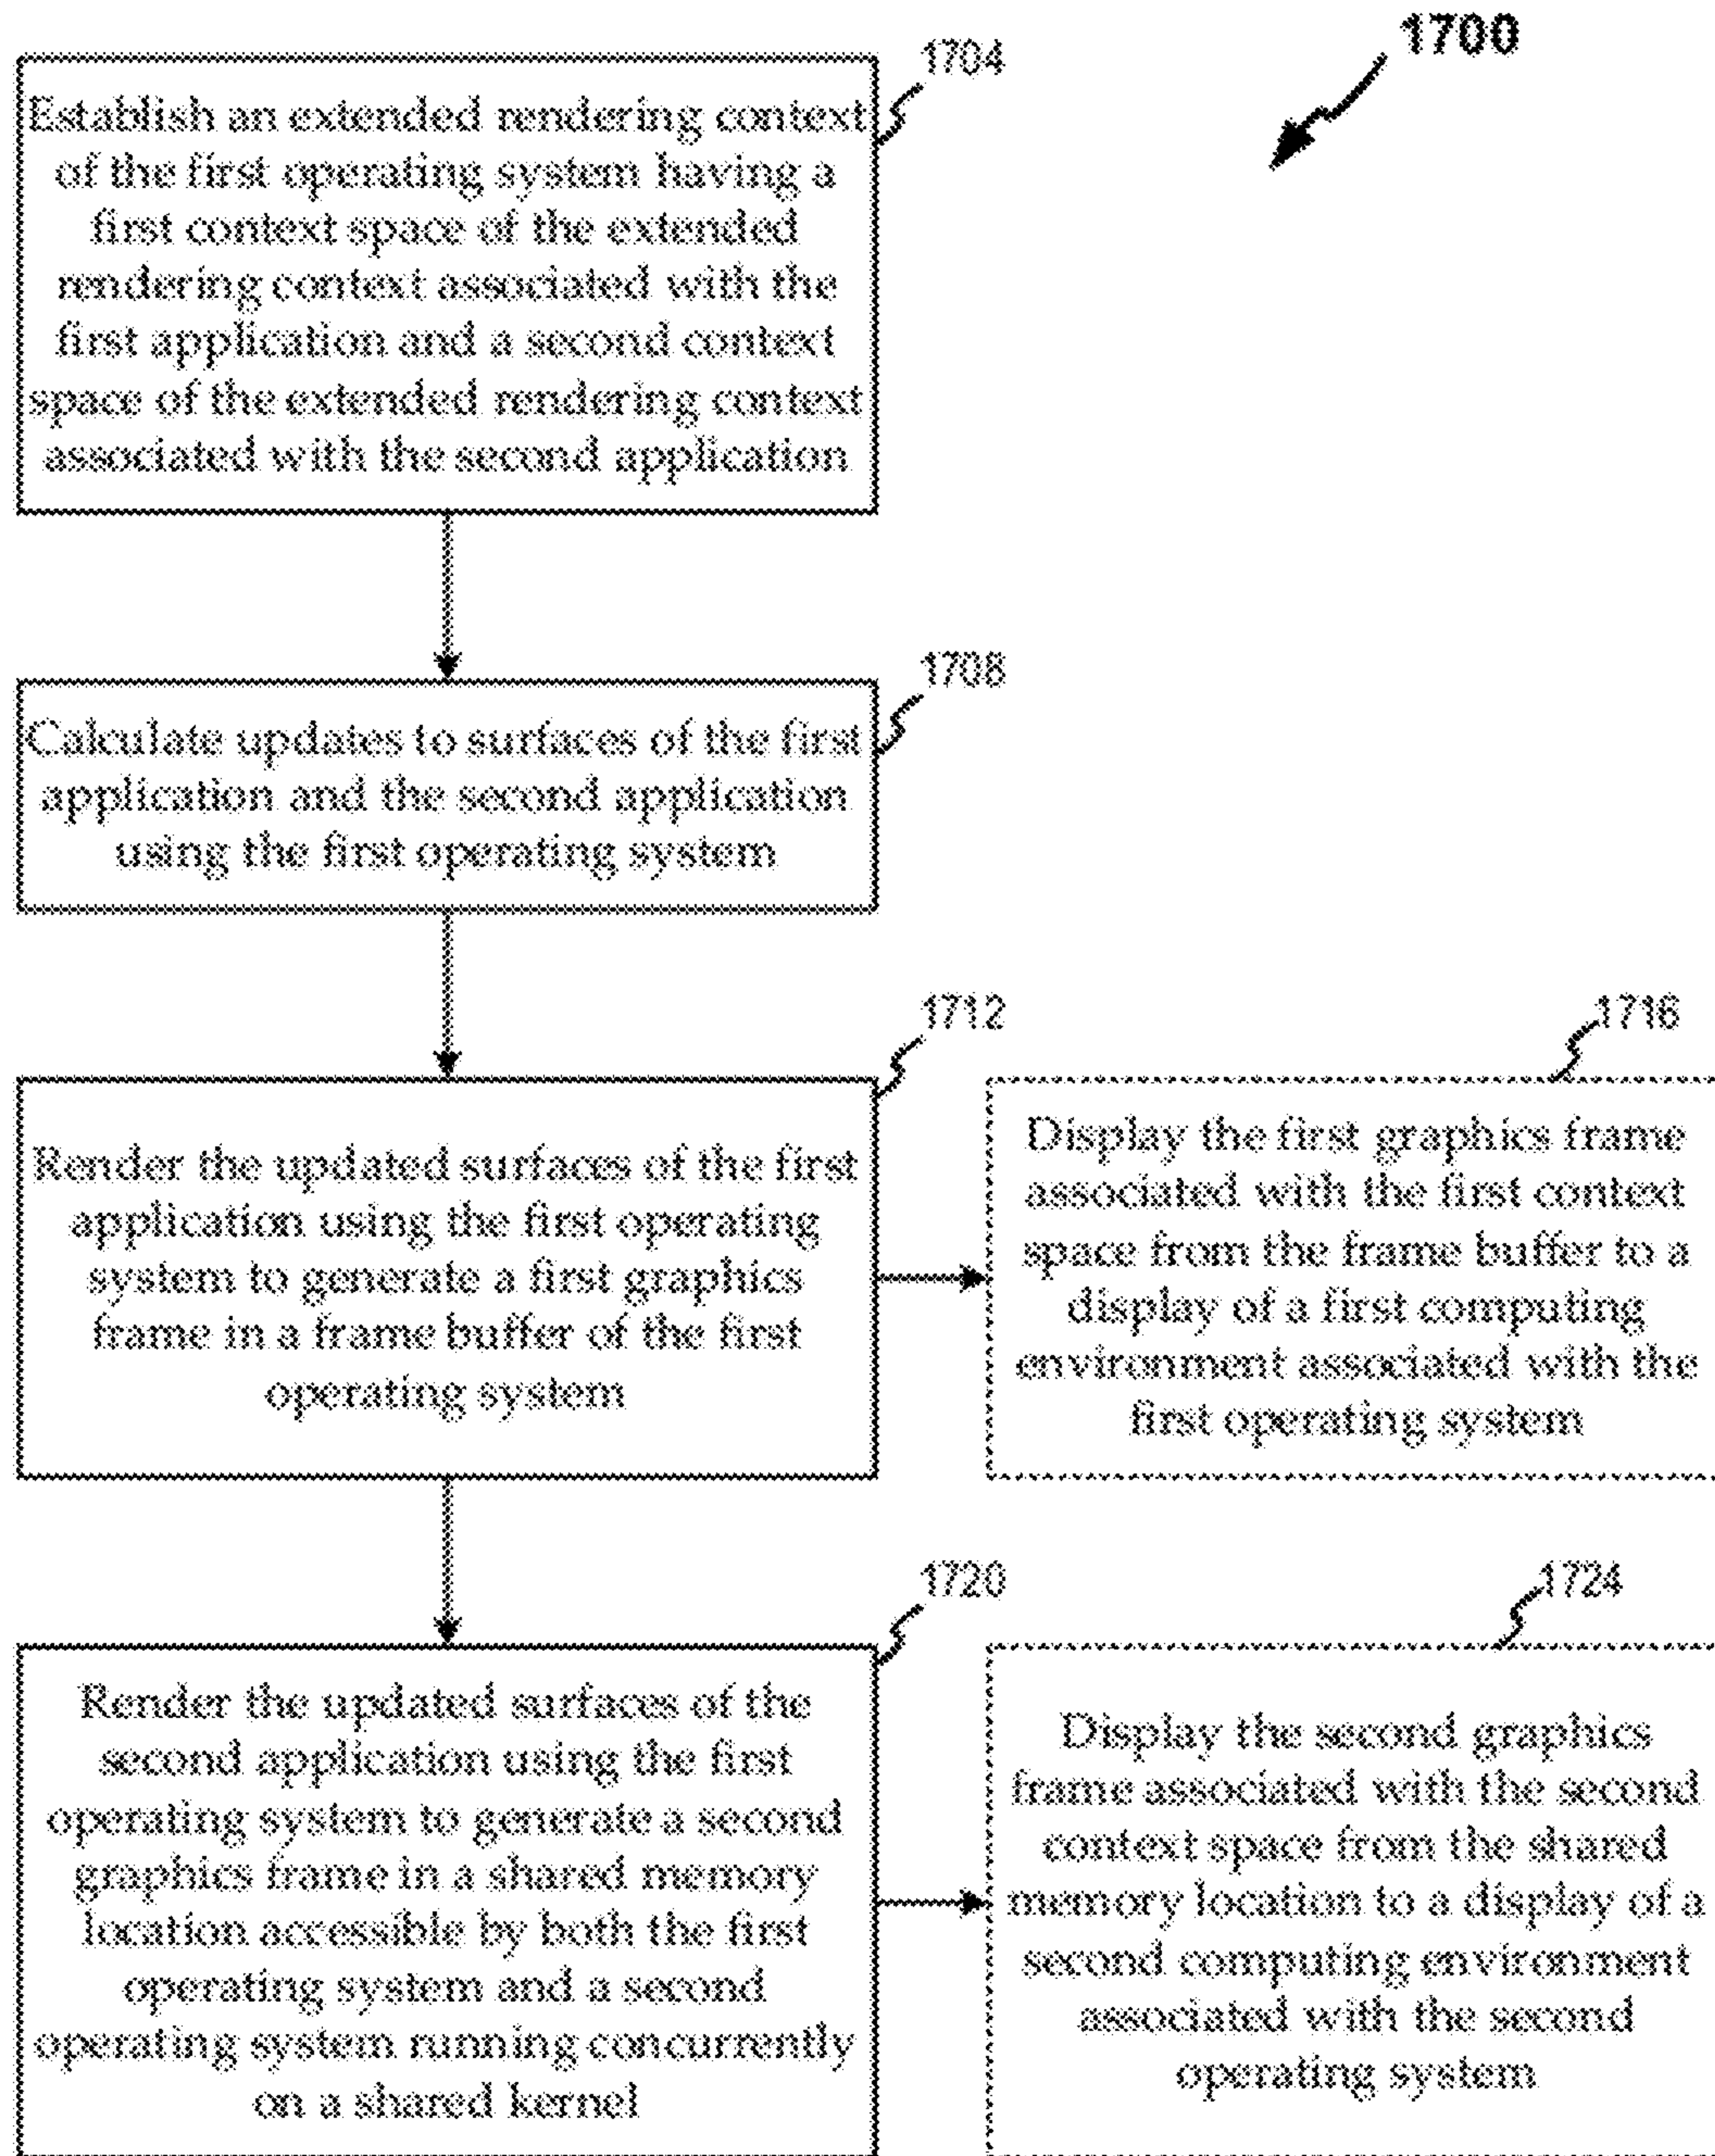 1700
1704
Establish an extended rendering context
of the first operating system having a
first context space of the extended
rendering context associated with the
first application and a second context
space of the extended rendering context
associated with the second application
1708
Calculate updates to surfaces of the first
application and the second application
using the first operating system
1712
Render the updated surfaces of the first
application using the first operating
system to generate a first graphics
frame in a frame buffer of the first
operating system
1716
Display the first graphics frame
associated with the first context
space from the frame buffer to a
display of a first computing
environment associated with the
first operating system
1720
Render the updated surfaces of the
second application using the first
operating system to generate a second
graphics frame in a shared memory
location accessible by both the first
operating system and a second
operating system running concurrently
on a shared kernel
1724
Display the second graphics
frame associated with the second
context space from the shared
memory location to a display of a
second computing environment
associated with the second
operating system